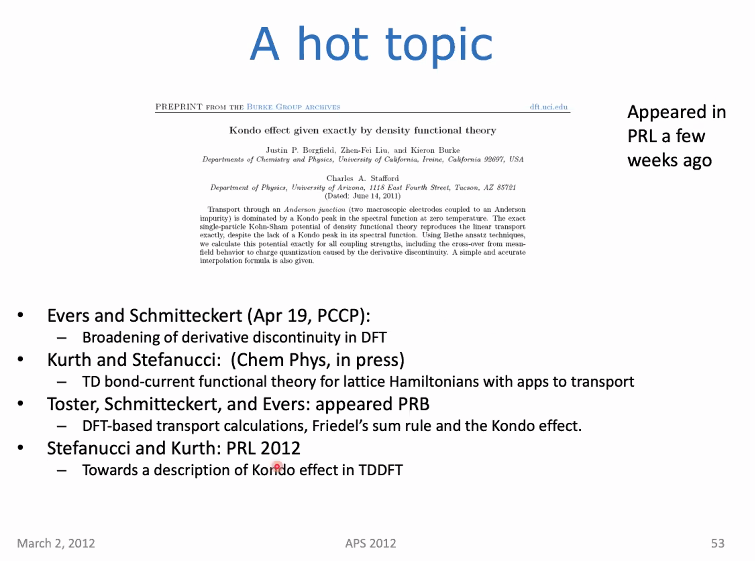 A hot topic
PREPRINT FROM THE BURKE GROUP ARCHIVES dft.uci.edu
Kondo effect given exactly by density functional theory
Justin P. Bergfield, Zhen-Fei Liu, and Kieron Burke
Departments of Chemistry and Physics, University of California, Irvine, California 92697, USA
Charles A. Stafford
Department of Physics, University of Arizona, 1118 East Fourth Street, Tucson, AZ 85721
(Dated: June 14, 2011)
Transport through an Anderson junction (two macroscopic electrodes coupled to an Anderson
impurity) is dominated by a Kondo peak in the spectral function at zero temperature. The exact
single-particle Kohn-Sham potential of density functional theory reproduces the linear transport
exactly, despite the lack of a Kondo peak in its spectral function. Using Bethe ansatz techniques,
we calculate this potential exactly for all coupling strengths, including the cross-over from mean-
field behavior to charge quantization caused by the derivative discontinuity. A simple and accurate
interpolation formula is also given.
Appeared in
PRL a few
weeks ago
• Evers and Schmitteckert (Apr 19, PCCP):
– Broadening of derivative discontinuity in DFT
• Kurth and Stefanucci: (Chem Phys, in press)
– TD bond-current functional theory for lattice Hamiltonians with apps to transport
• Toster, Schmitteckert, and Evers: appeared PRB
– DFT-based transport calculations, Friedel's sum rule and the Kondo effect.
• Stefanucci and Kurth: PRL 2012
– Towards a description of Kondo effect in TDDFT
March 2, 2012 APS 2012 53